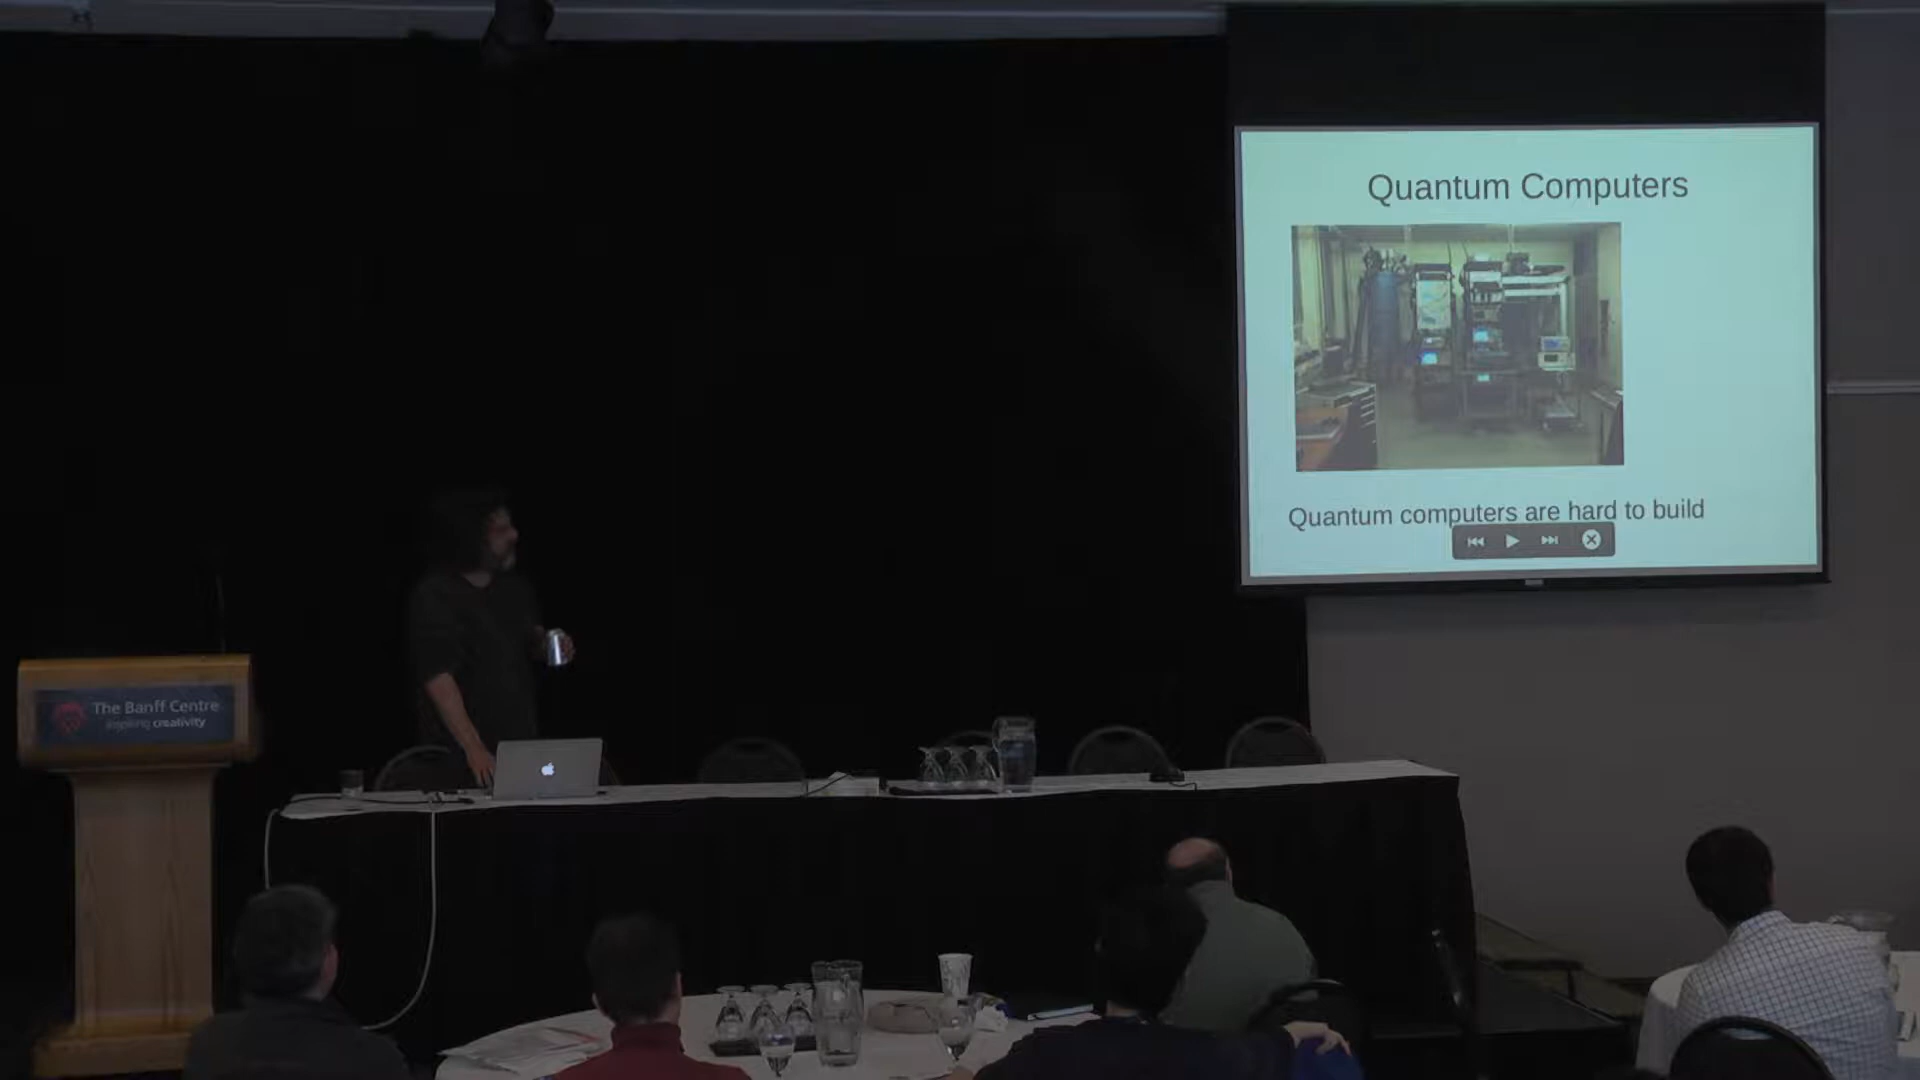 Quantum Computers
Quantum computers are hard to build
The Banff Centre
inspiring creativity